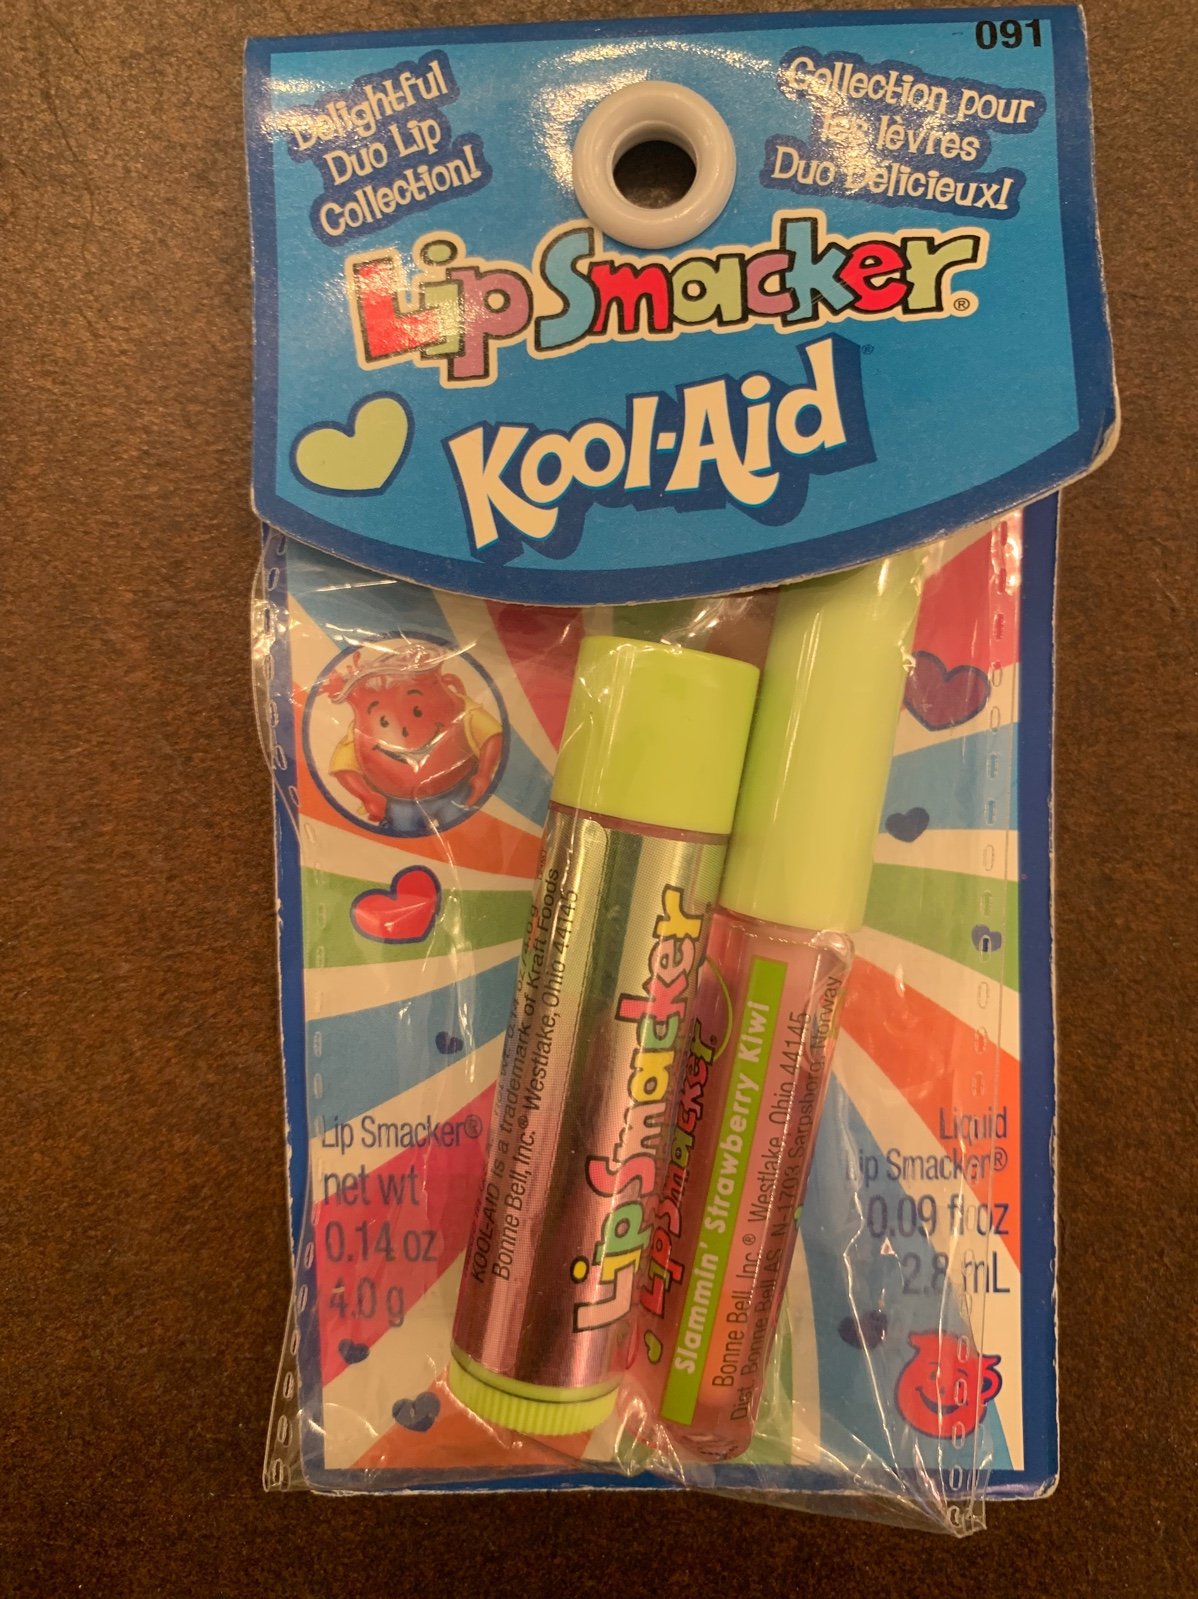 091
Delightful
Duo Lip
Collection!
Collection pour
les lèvres
Duo Délicieux!
Lip Smacker®
Kool-Aid®
KOOL-AID is a trademark of Kraft Foods
Bonne Bell, Inc.® Westlake, Ohio 44145
Lip Smacker
Lip Smacker®
Slammin' Strawberry Kiwi
Bonne Bell, Inc.® Westlake, Ohio 44145
Dist. Bonne Bell AS, N-1703 Sarpsborg, Norway
Lip Smacker®
net wt
0.14 oz
4.0 g
Liquid
Lip Smacker®
0.09 fl oz
2.8 mL